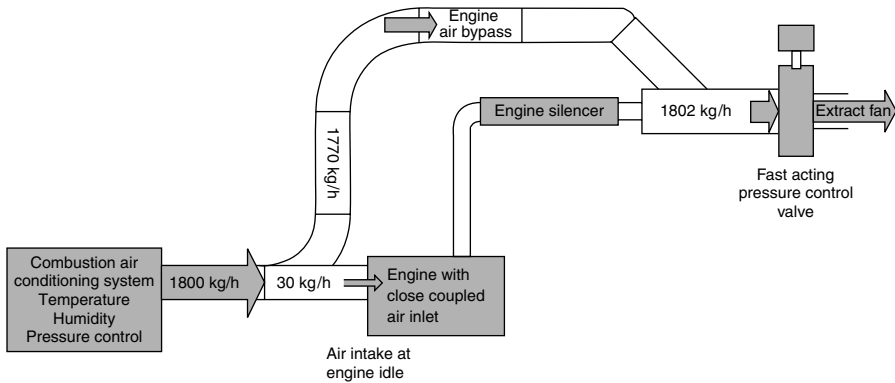 Engine
air bypass
1770 kg/h
Engine silencer
1802 kg/h
Extract fan
Fast acting
pressure control
valve
Combustion air
conditioning system
Temperature
Humidity
Pressure control
1800 kg/h
30 kg/h
Engine with
close coupled
air inlet
Air intake at
engine idle